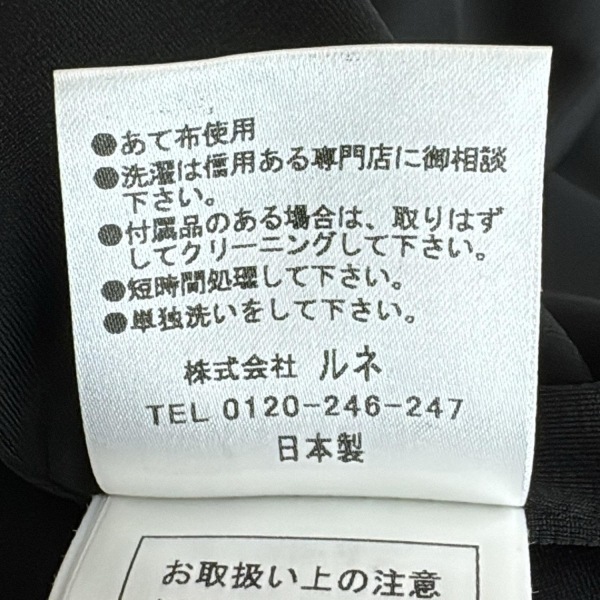 ●あて布使用
●洗濯は信用ある専門店に御相談
下さい。
●付属品のある場合は、取りはず
してクリーニングして下さい。
●短時間処理して下さい。
●単独洗いをして下さい。
株式会社 ルネ
TEL 0120-246-247
日本製
お取扱い上の注意